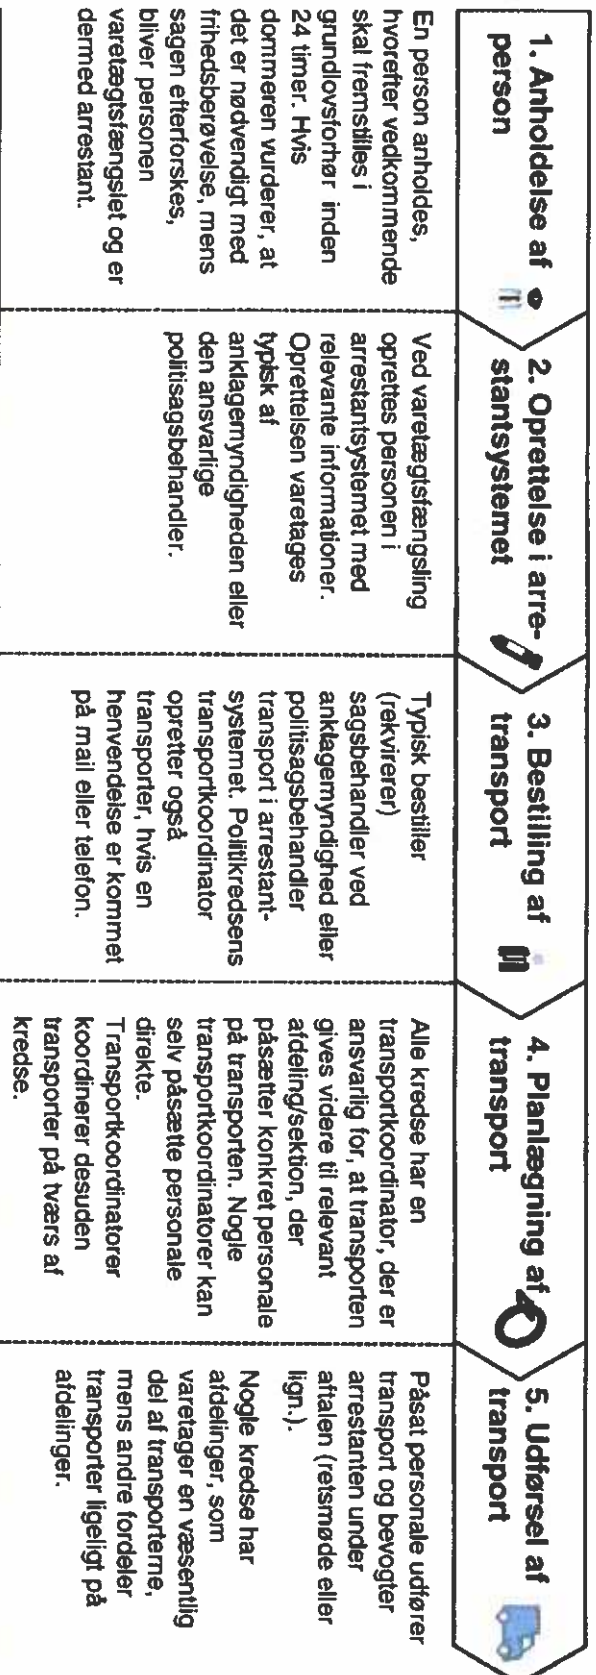 1. Anholdelse af
person
En person anholdes,
hvorefter vedkommende
skal fremstilles i
grundlovsforhør inden
24 timer. Hvis
dommeren vurderer, at
det er nødvendigt med
frihedsberøvelse, mens
sagen efterforskes,
bliver personen
varetægtsfængslet og er
dermed arrestant.
2. Oprettelse i arre-
stantsystemet
Ved varetægtsfængsling
oprettes personen i
arrestantsystemet med
relevante informationer.
Oprettelsen varetages
typisk af
anklagemyndigheden eller
den ansvarlige
politisagsbehandler.
3. Bestilling af
transport
Typisk bestiller
(rekvirerer)
sagsbehandler ved
anklagemyndighed eller
politisagsbehandler
transport i arrestant-
systemet. Politikredsens
transportkoordinator
opretter også
transporter, hvis en
henvendelse er kommet
på mail eller telefon.
4. Planlægning af
transport
Alle kredse har en
transportkoordinator, der er
ansvarlig for, at transporten
gives videre til relevant
afdeling/sektion, der
påsætter konkret personale
på transporten. Nogle
transportkoordinatorer kan
selv påsætte personale
direkte.
Transportkoordinatorer
koordinerer desuden
transporter på tværs af
kredse.
5. Udførsel af
transport
Påsat personale udfører
transport og bevogter
arrestanten under
aftalen (retsmøde eller
lign.).
Nogle kredse har
afdelinger, som
varetager en væsentlig
del af transporterne,
mens andre fordeler
transporter ligeligt på
afdelinger.